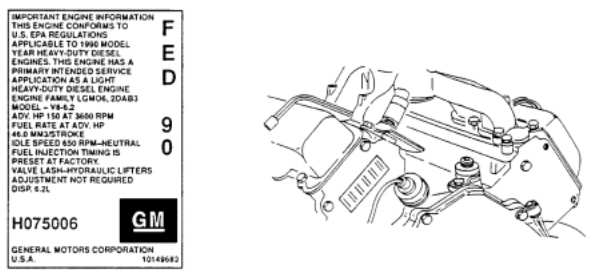 IMPORTANT ENGINE INFORMATION
THIS ENGINE CONFORMS TO
U.S. EPA REGULATIONS
APPLICABLE TO 1990 MODEL
YEAR HEAVY-DUTY DIESEL
ENGINES. THIS ENGINE HAS A
PRIMARY INTENDED SERVICE
APPLICATION AS A LIGHT
HEAVY-DUTY DIESEL ENGINE
ENGINE FAMILY LGM06, 2DAB3
MODEL – V8-6.2
ADV. HP 150 AT 3600 RPM
FUEL RATE AT ADV. HP
46.0 MM3/STROKE
IDLE SPEED 650 RPM–NEUTRAL
FUEL INJECTION TIMING IS
PRESET AT FACTORY.
VALVE LASH–HYDRAULIC LIFTERS
ADJUSTMENT NOT REQUIRED
DISP. 6.2L
FED 90
H075006
GM
GENERAL MOTORS CORPORATION
U.S.A. 10149683